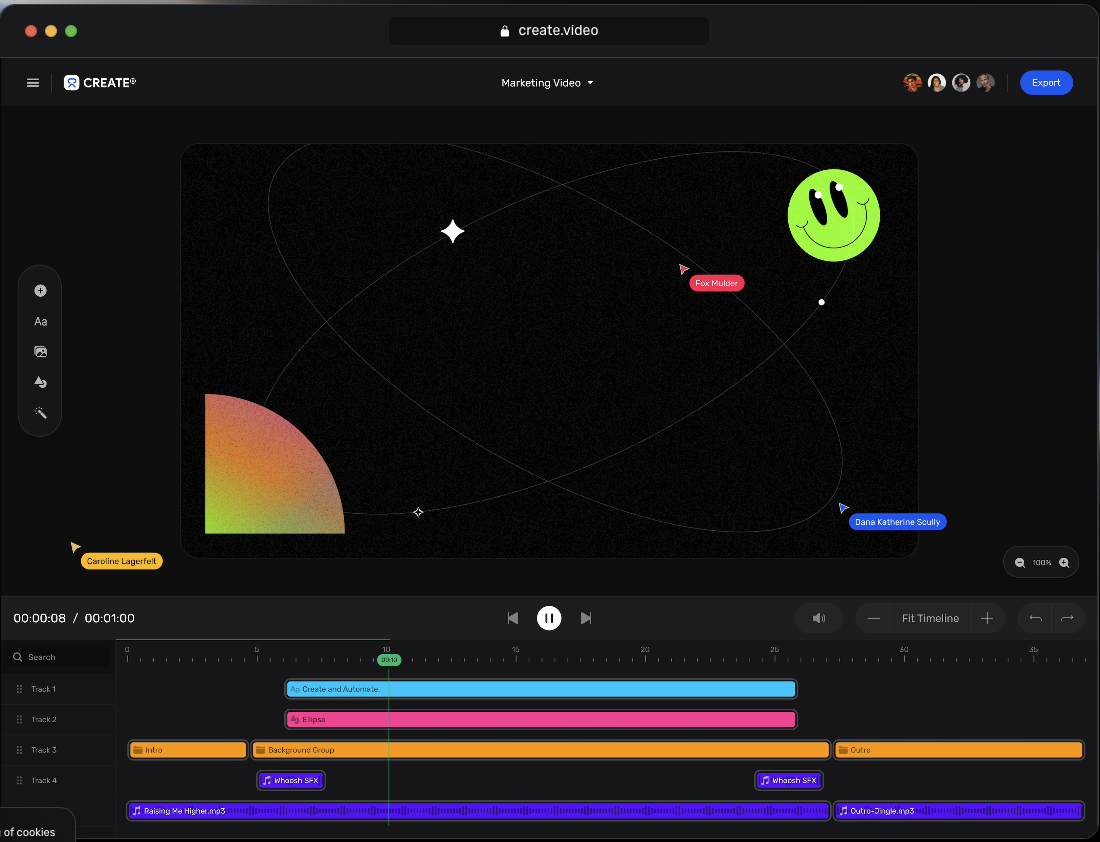 create.video
CREATE®
Marketing Video
Export
Fox Mulder
Aa
Dana Katherine Scully
Caroline Lagerfelt
100%
00:00:08 / 00:01:00
Fit Timeline
Search
0 5 10 15 20 25 30 35
00:10
Track 1
Aa Create and Automate.
Track 2
Elipse
Track 3
Intro
Background Group
Outro
Track 4
Whoosh SFX
Whoosh SFX
Raising Me Higher.mp3
Outro-Jingle.mp3
of cookies